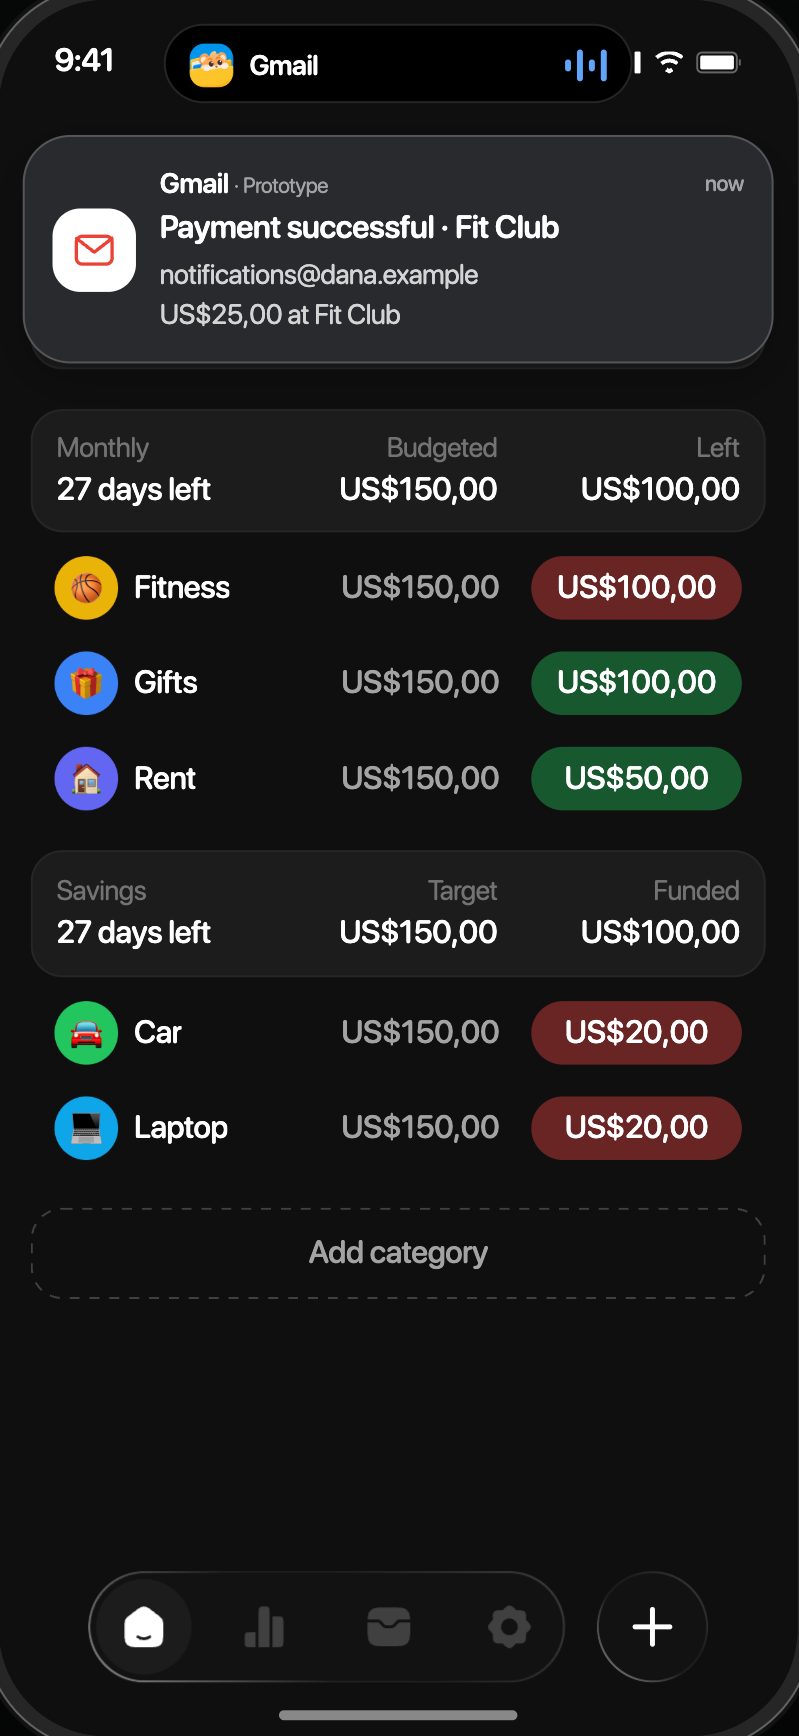 9:41
Gmail
Gmail · Prototype
now
Payment successful · Fit Club
notifications@dana.example
US$25,00 at Fit Club
Monthly Budgeted Left
27 days left US$150,00 US$100,00
Fitness US$150,00 US$100,00
Gifts US$150,00 US$100,00
Rent US$150,00 US$50,00
Savings Target Funded
27 days left US$150,00 US$100,00
Car US$150,00 US$20,00
Laptop US$150,00 US$20,00
Add category